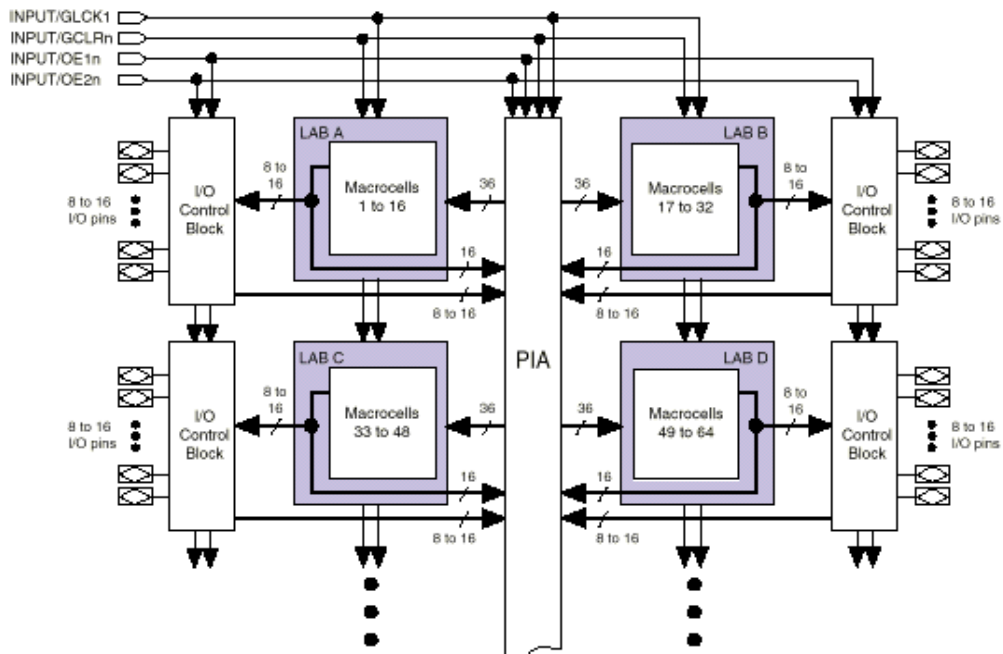 INPUT/GLCK1
INPUT/GCLRn
INPUT/OE1n
INPUT/OE2n
LAB A
LAB B
8 to
16
Macrocells
1 to 16
36
36
Macrocells
17 to 32
8 to
16
8 to 16
I/O pins
I/O
Control
Block
I/O
Control
Block
8 to 16
I/O pins
16
16
8 to 16
8 to 16
PIA
LAB C
LAB D
8 to
16
Macrocells
33 to 48
36
36
Macrocells
49 to 64
8 to
16
8 to 16
I/O pins
I/O
Control
Block
I/O
Control
Block
8 to 16
I/O pins
16
16
8 to 16
8 to 16